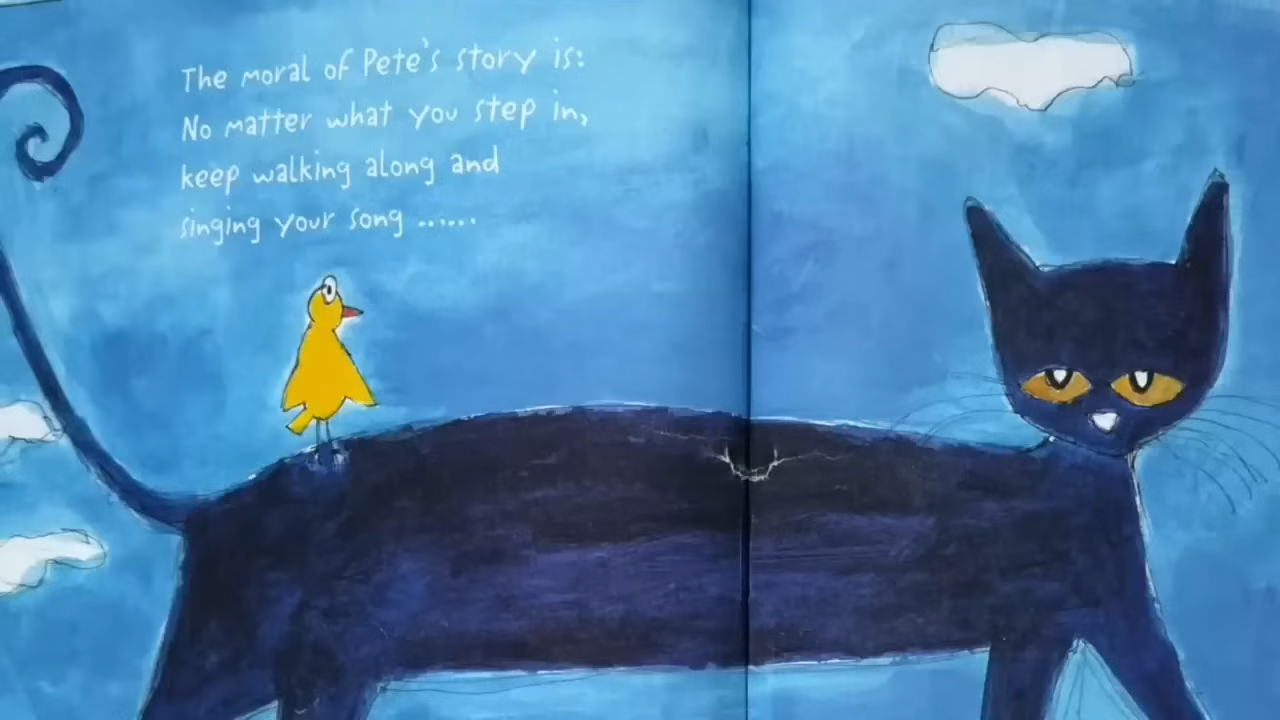 The moral of Pete's story is:
No matter what you step in,
keep walking along and
singing your song ......